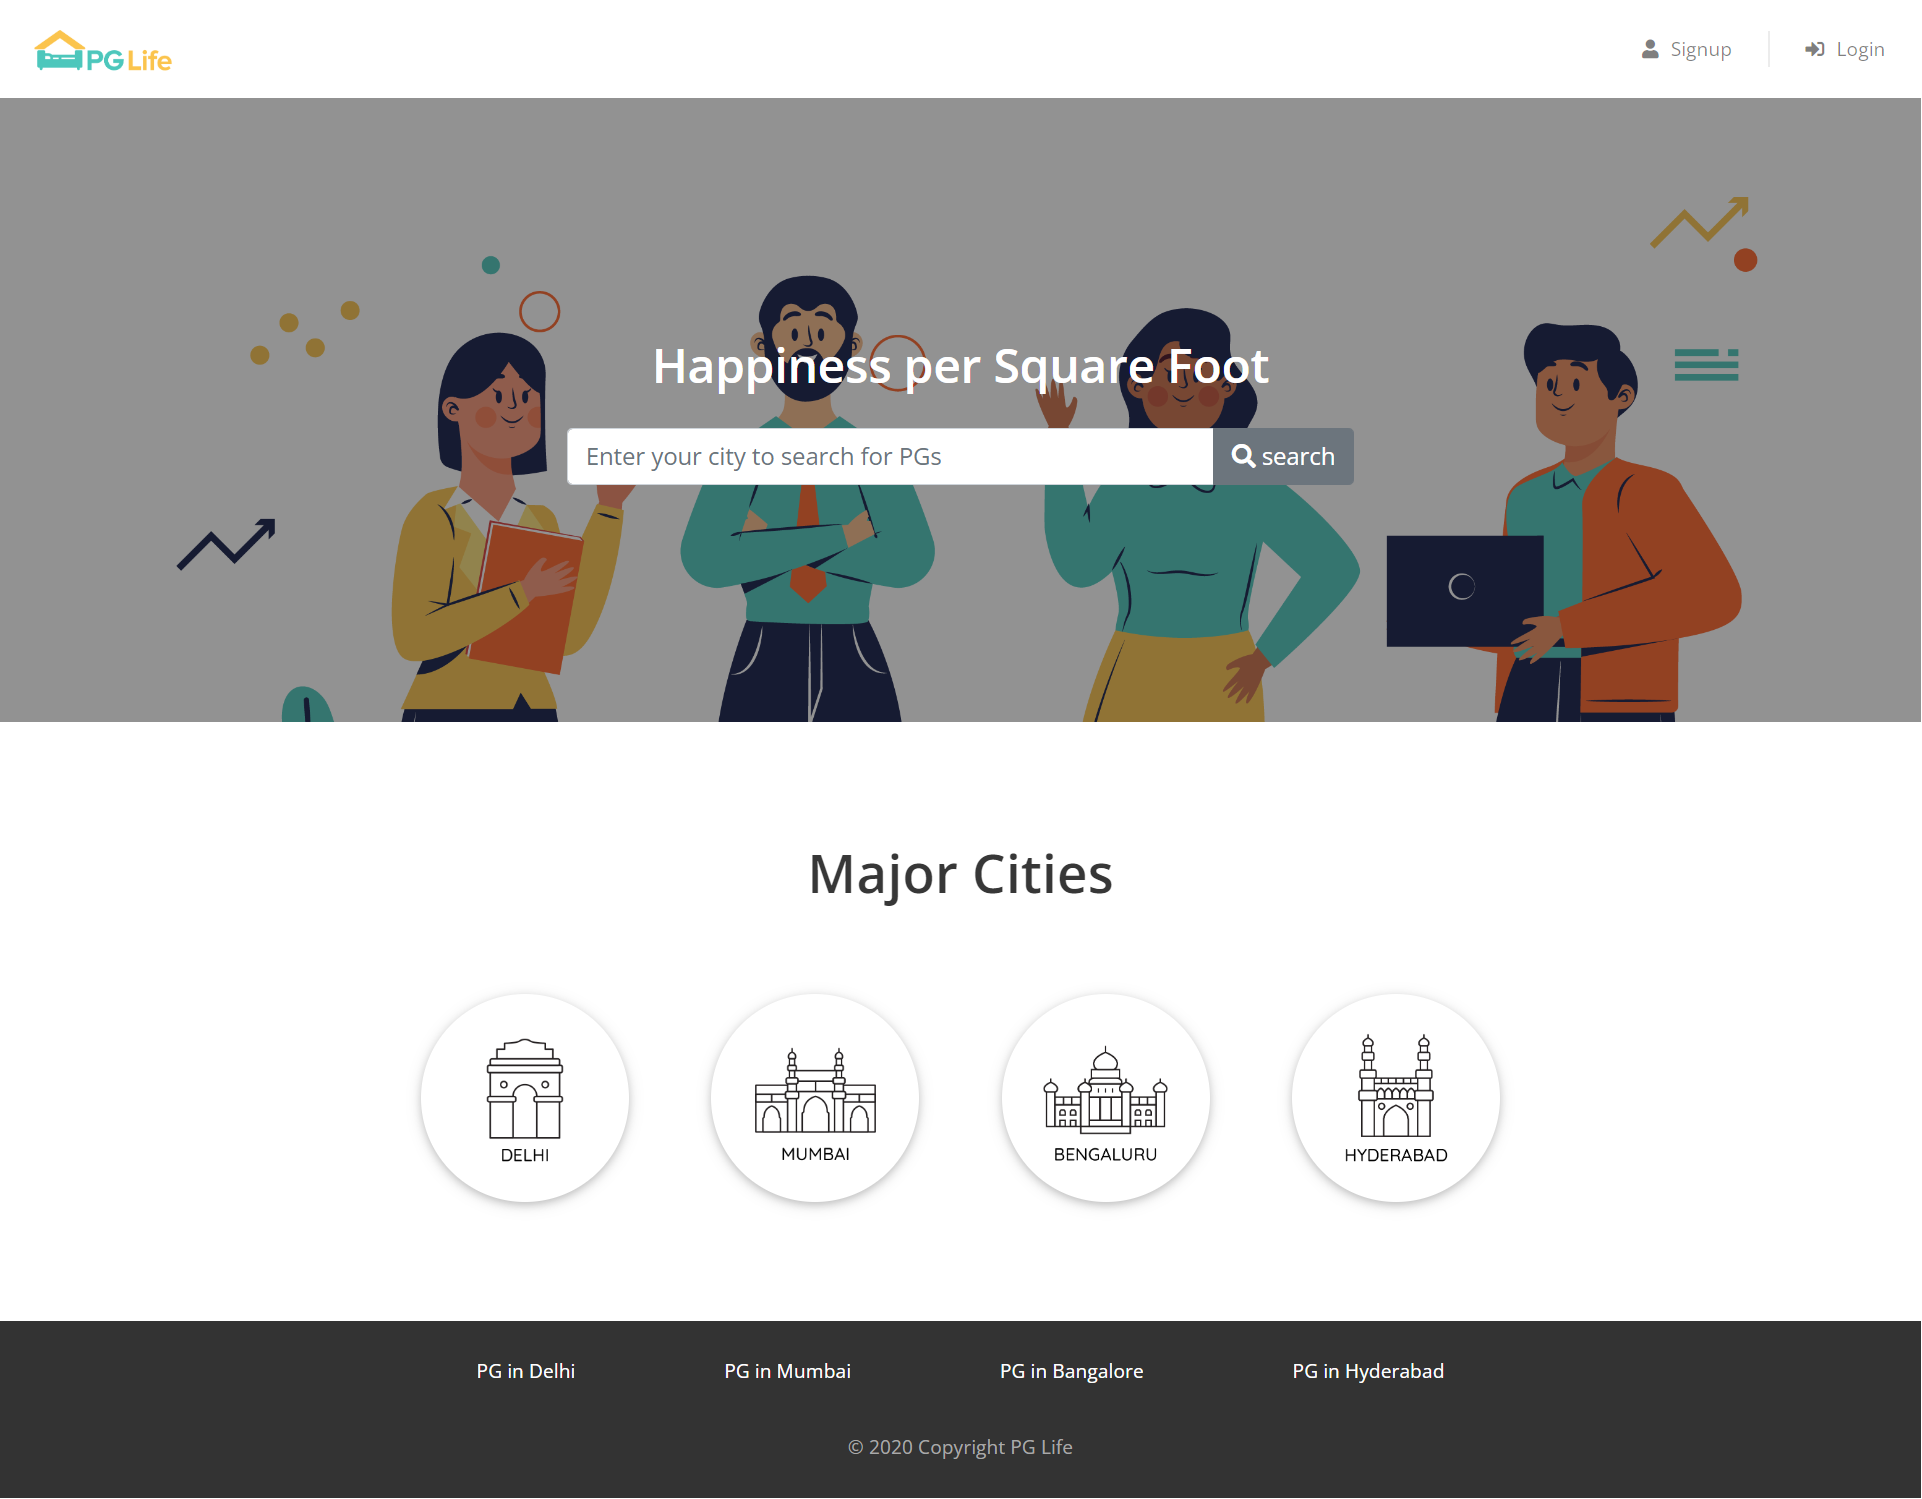 PG Life
Signup
Login
Happiness per Square Foot
Enter your city to search for PGs
search
Major Cities
DELHI
MUMBAI
BENGALURU
HYDERABAD
PG in Delhi
PG in Mumbai
PG in Bangalore
PG in Hyderabad
© 2020 Copyright PG Life